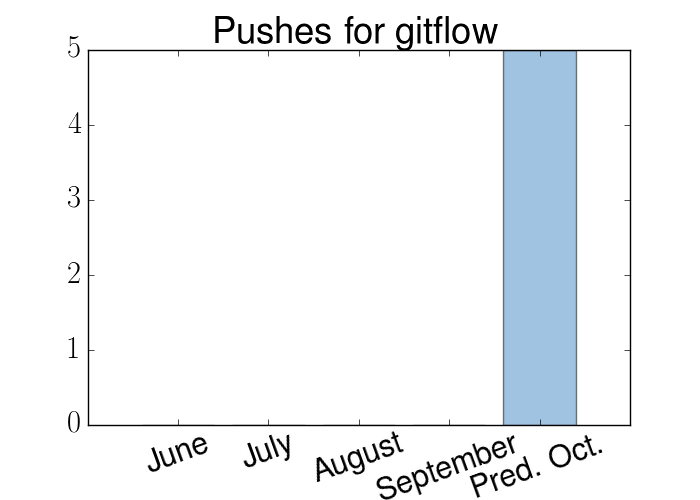 Pushes for gitflow
5
4
3
2
1
0
June
July
August
September
Pred. Oct.